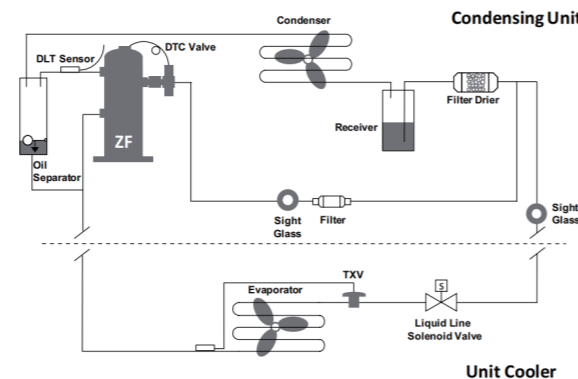 Condenser
Condensing Unit
DLT Sensor
DTC Valve
Filter Drier
Receiver
ZF
Oil
Separator
Sight
Glass
Filter
Sight
Glass
TXV
Evaporator
S
Liquid Line
Solenoid Valve
Unit Cooler